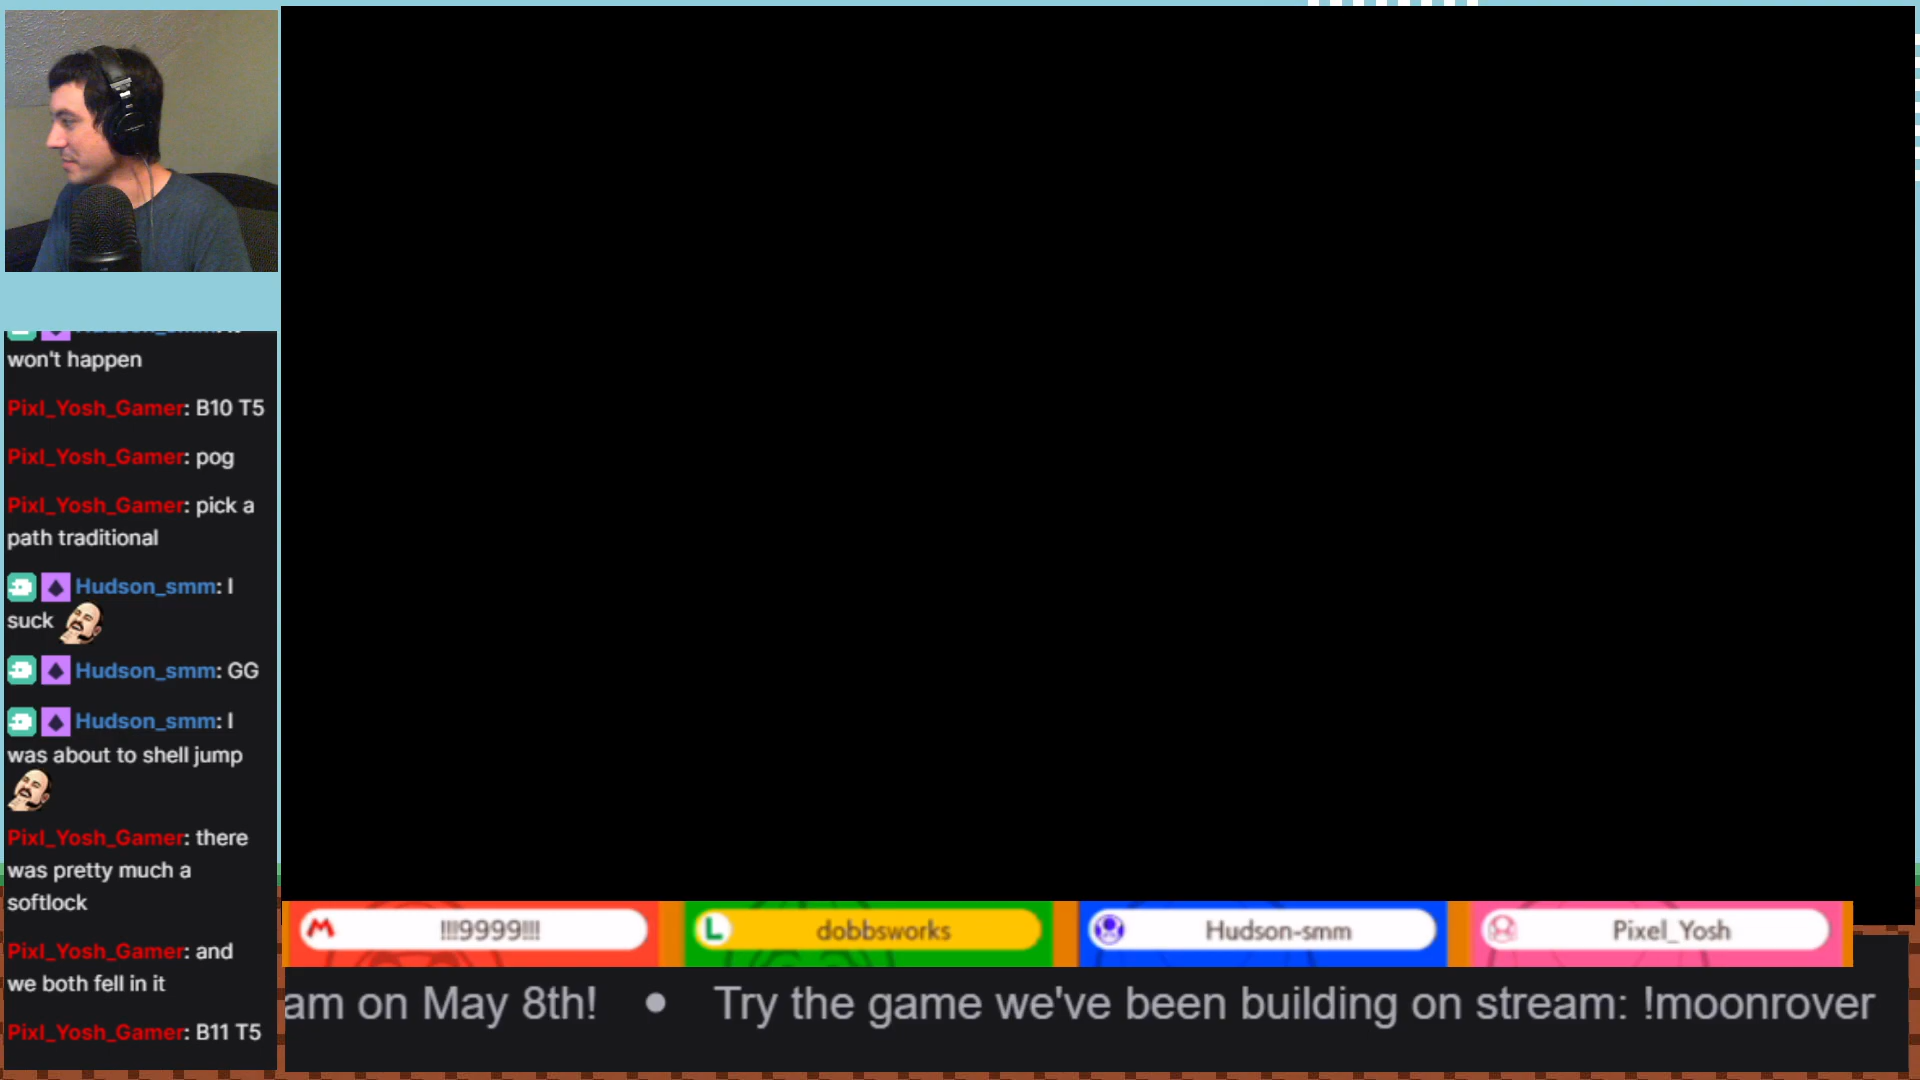 won't happen
Pixl_Yosh_Gamer: B10 T5
Pixl_Yosh_Gamer: pog
Pixl_Yosh_Gamer: pick a
path traditional
Hudson_smm: I
suck
Hudson_smm: GG
Hudson_smm: I
was about to shell jump
Pixl_Yosh_Gamer: there
was pretty much a
softlock
Pixl_Yosh_Gamer: and
we both fell in it
Pixl_Yosh_Gamer: B11 T5
M !!!9999!!!
L dobbsworks
Hudson-smm
Pixel_Yosh
am on May 8th! • Try the game we've been building on stream: !moonrover